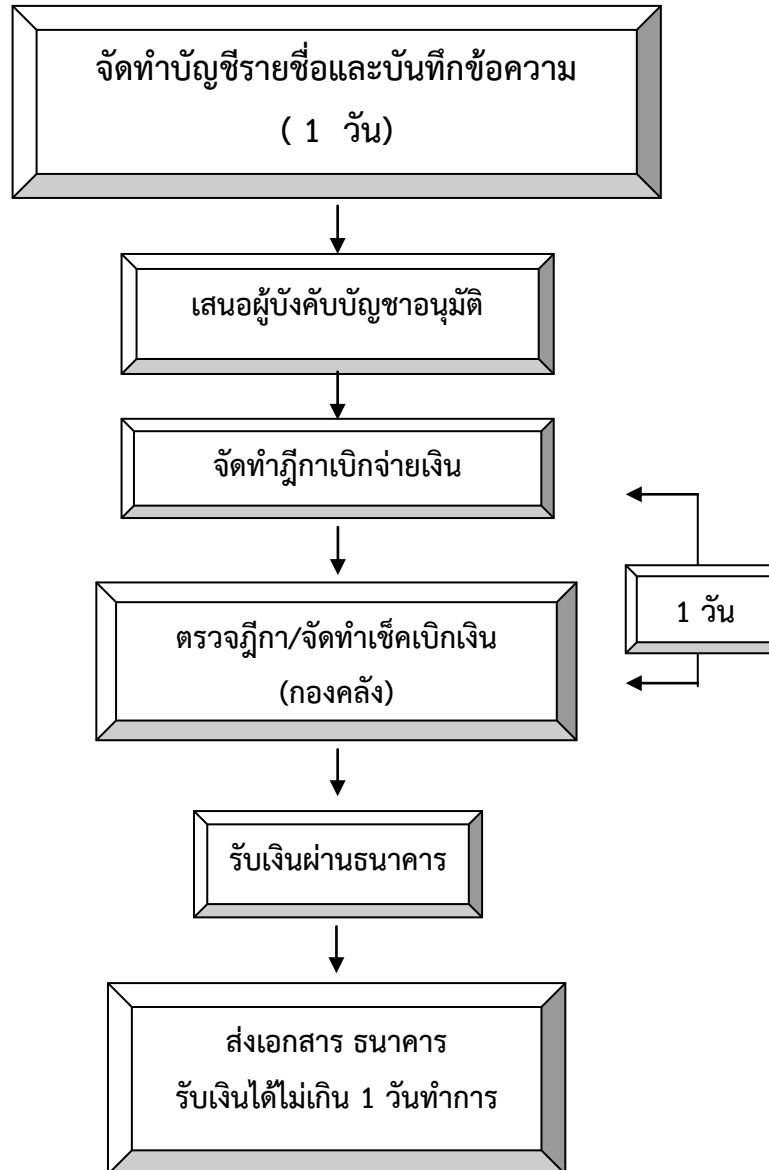 จัดทำบัญชีรายชื่อและบันทึกข้อความ
( 1 วัน)
เสนอผู้บังคับบัญชาอนุมัติ
จัดทำฎีกาเบิกจ่ายเงิน
1 วัน
ตรวจฎีกา/จัดทำเช็คเบิกเงิน
(กองคลัง)
รับเงินผ่านธนาคาร
ส่งเอกสาร ธนาคาร
รับเงินได้ไม่เกิน 1 วันทำการ